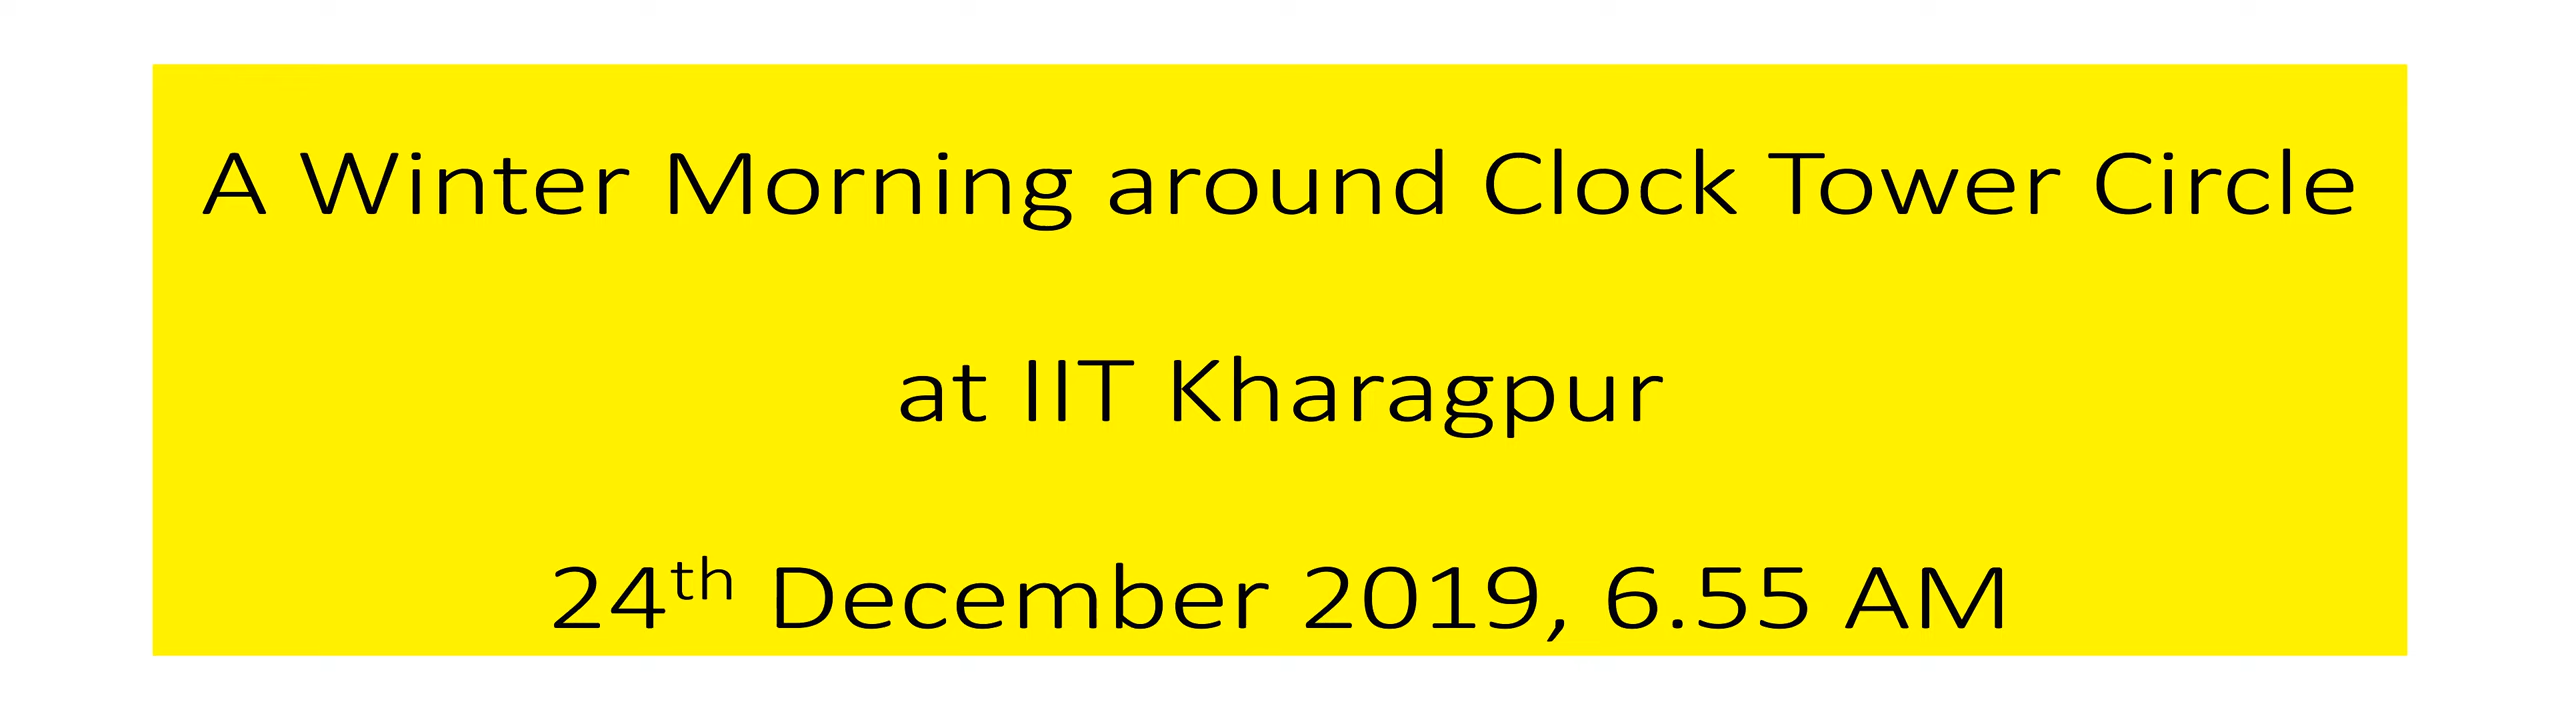 A Winter Morning around Clock Tower Circle
at IIT Kharagpur
24th December 2019, 6.55 AM